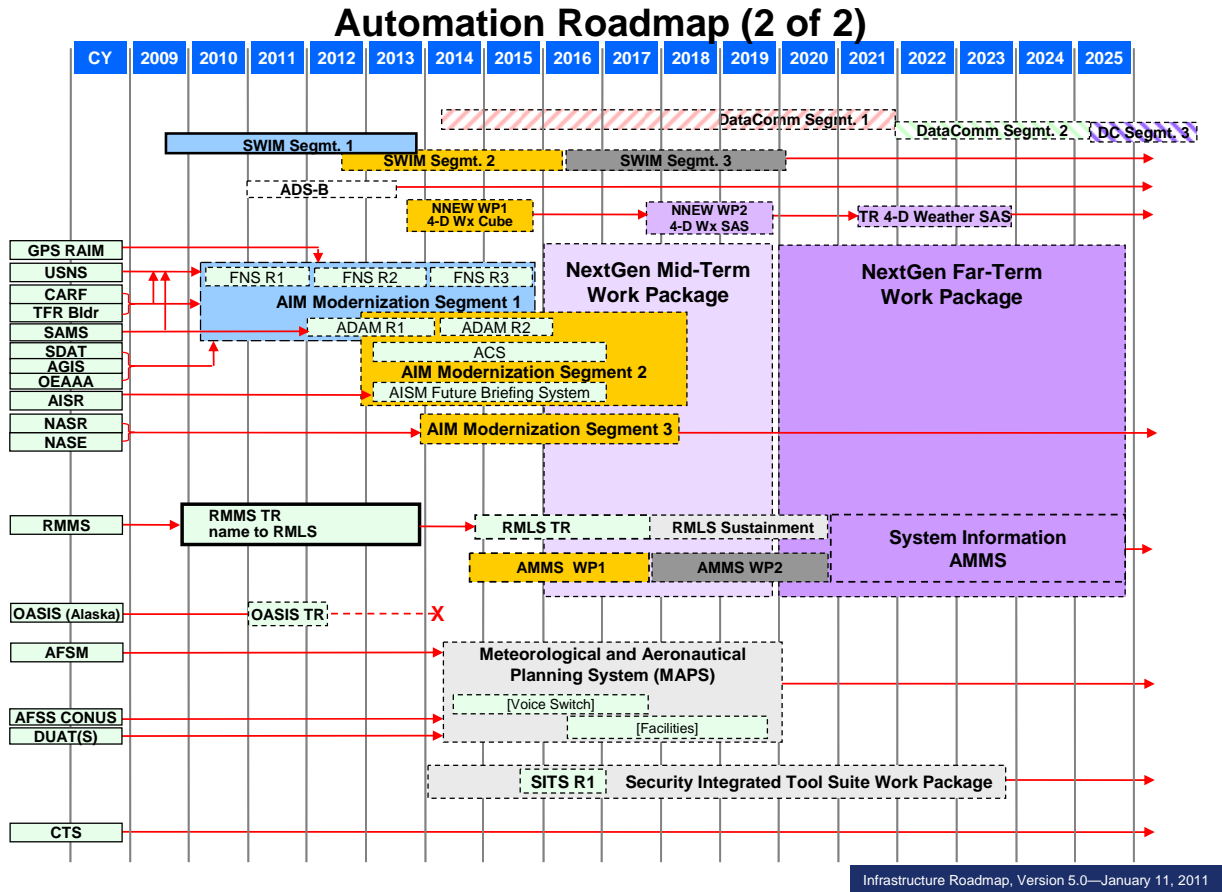 Automation Roadmap (2 of 2)
CY 2009 2010 2011 2012 2013 2014 2015 2016 2017 2018 2019 2020 2021 2022 2023 2024 2025
DataComm Segmt. 1
DataComm Segmt. 2
DC Segmt. 3
SWIM Segmt. 1
SWIM Segmt. 2
SWIM Segmt. 3
ADS-B
NNEW WP1
4-D Wx Cube
NNEW WP2
4-D Wx SAS
TR 4-D Weather SAS
GPS RAIM
USNS
CARF
TFR Bldr
SAMS
SDAT
AGIS
OEAAA
AISR
NASR
NASE
FNS R1
FNS R2
FNS R3
AIM Modernization Segment 1
ADAM R1
ADAM R2
ACS
AIM Modernization Segment 2
AISM Future Briefing System
AIM Modernization Segment 3
NextGen Mid-Term
Work Package
NextGen Far-Term
Work Package
RMMS
RMMS TR
name to RMLS
RMLS TR
RMLS Sustainment
AMMS WP1
AMMS WP2
System Information
AMMS
OASIS (Alaska)
OASIS TR
X
AFSM
Meteorological and Aeronautical
Planning System (MAPS)
[Voice Switch]
[Facilities]
AFSS CONUS
DUAT(S)
SITS R1
Security Integrated Tool Suite Work Package
CTS
Infrastructure Roadmap, Version 5.0—January 11, 2011